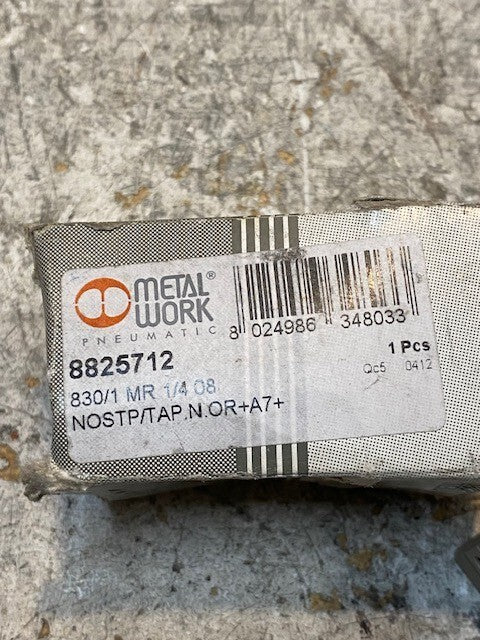 METAL®
WORK
PNEUMATIC
8 024986 348033
8825712
1 Pcs
830/1 MR 1/4 08
Qc5 0412
NOSTP/TAP.N.OR+A7+